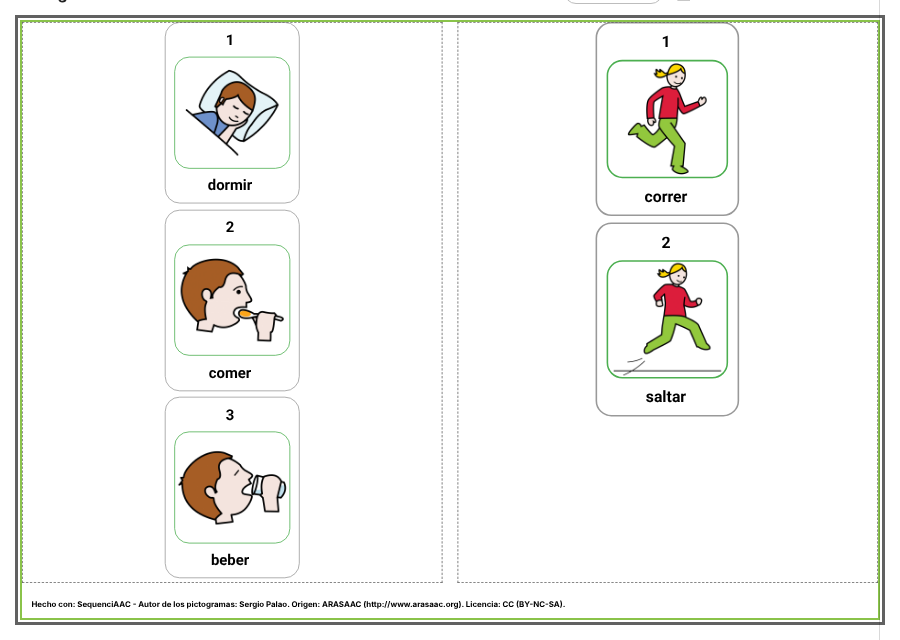 1
dormir
2
comer
3
beber
1
correr
2
saltar
Hecho con: SequenciAAC - Autor de los pictogramas: Sergio Palao. Origen: ARASAAC (http://www.arasaac.org). Licencia: CC (BY-NC-SA).